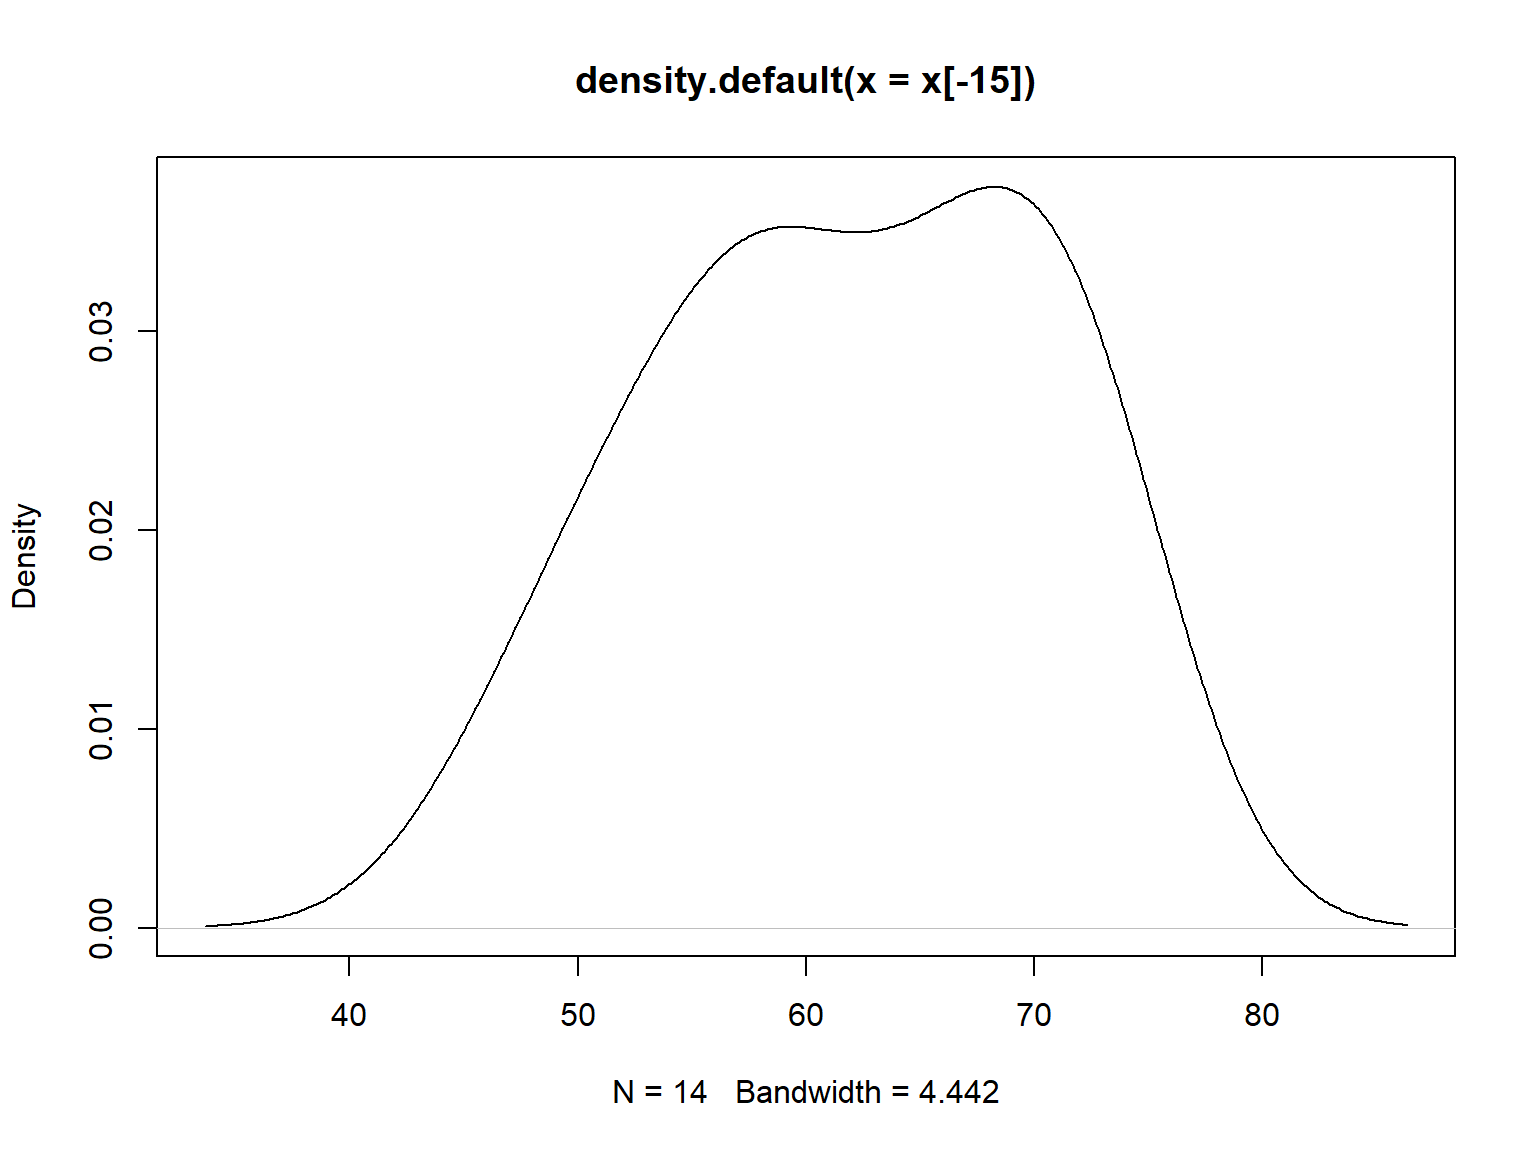 density.default(x = x[-15])
Density
0.03
0.02
0.01
0.00
40 50 60 70 80
N = 14 Bandwidth = 4.442